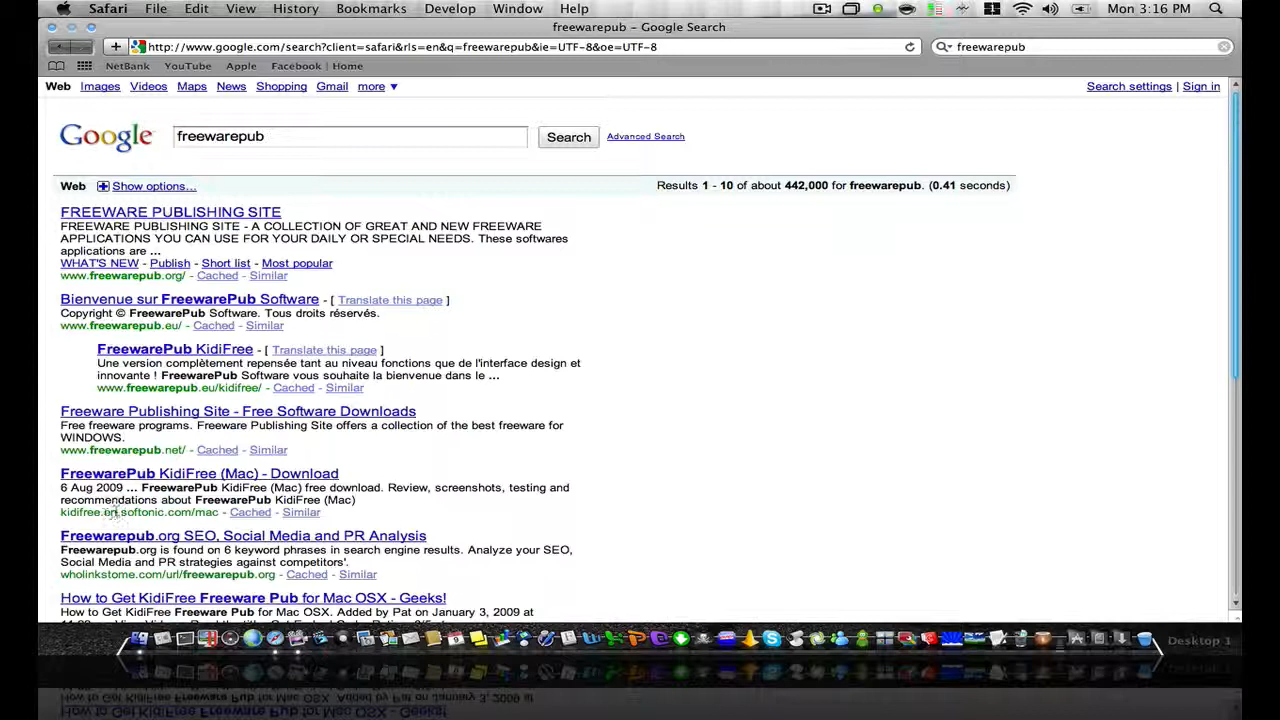 Safari File Edit View History Bookmarks Develop Window Help Mon 3:16 PM
freewarepub – Google Search
http://www.google.com/search?client=safari&rls=en&q=freewarepub&ie=UTF-8&oe=UTF-8 freewarepub
NetBank YouTube Apple Facebook | Home
Web Images Videos Maps News Shopping Gmail more ▼ Search settings | Sign in
Google freewarepub Search Advanced Search
Web Show options... Results 1 - 10 of about 442,000 for freewarepub. (0.41 seconds)
FREEWARE PUBLISHING SITE
FREEWARE PUBLISHING SITE - A COLLECTION OF GREAT AND NEW FREEWARE
APPLICATIONS YOU CAN USE FOR YOUR DAILY OR SPECIAL NEEDS. These softwares
applications are ...
WHAT'S NEW - Publish - Short list - Most popular
www.freewarepub.org/ - Cached - Similar
Bienvenue sur FreewarePub Software - [ Translate this page ]
Copyright © FreewarePub Software. Tous droits réservés.
www.freewarepub.eu/ - Cached - Similar
FreewarePub KidiFree - [ Translate this page ]
Une version complètement repensée tant au niveau fonctions que de l'interface design et
innovante ! FreewarePub Software vous souhaite la bienvenue dans le ...
www.freewarepub.eu/kidifree/ - Cached - Similar
Freeware Publishing Site - Free Software Downloads
Free freeware programs. Freeware Publishing Site offers a collection of the best freeware for
WINDOWS.
www.freewarepub.net/ - Cached - Similar
FreewarePub KidiFree (Mac) - Download
6 Aug 2009 ... FreewarePub KidiFree (Mac) free download. Review, screenshots, testing and
recommendations about FreewarePub KidiFree (Mac)
kidifree.en.softonic.com/mac - Cached - Similar
Freewarepub.org SEO, Social Media and PR Analysis
Freewarepub.org is found on 6 keyword phrases in search engine results. Analyze your SEO,
Social Media and PR strategies against competitors'.
wholinkstome.com/url/freewarepub.org - Cached - Similar
How to Get KidiFree Freeware Pub for Mac OSX - Geeks!
How to Get KidiFree Freeware Pub for Mac OSX. Added by Pat on January 3, 2009 at
Desktop 1